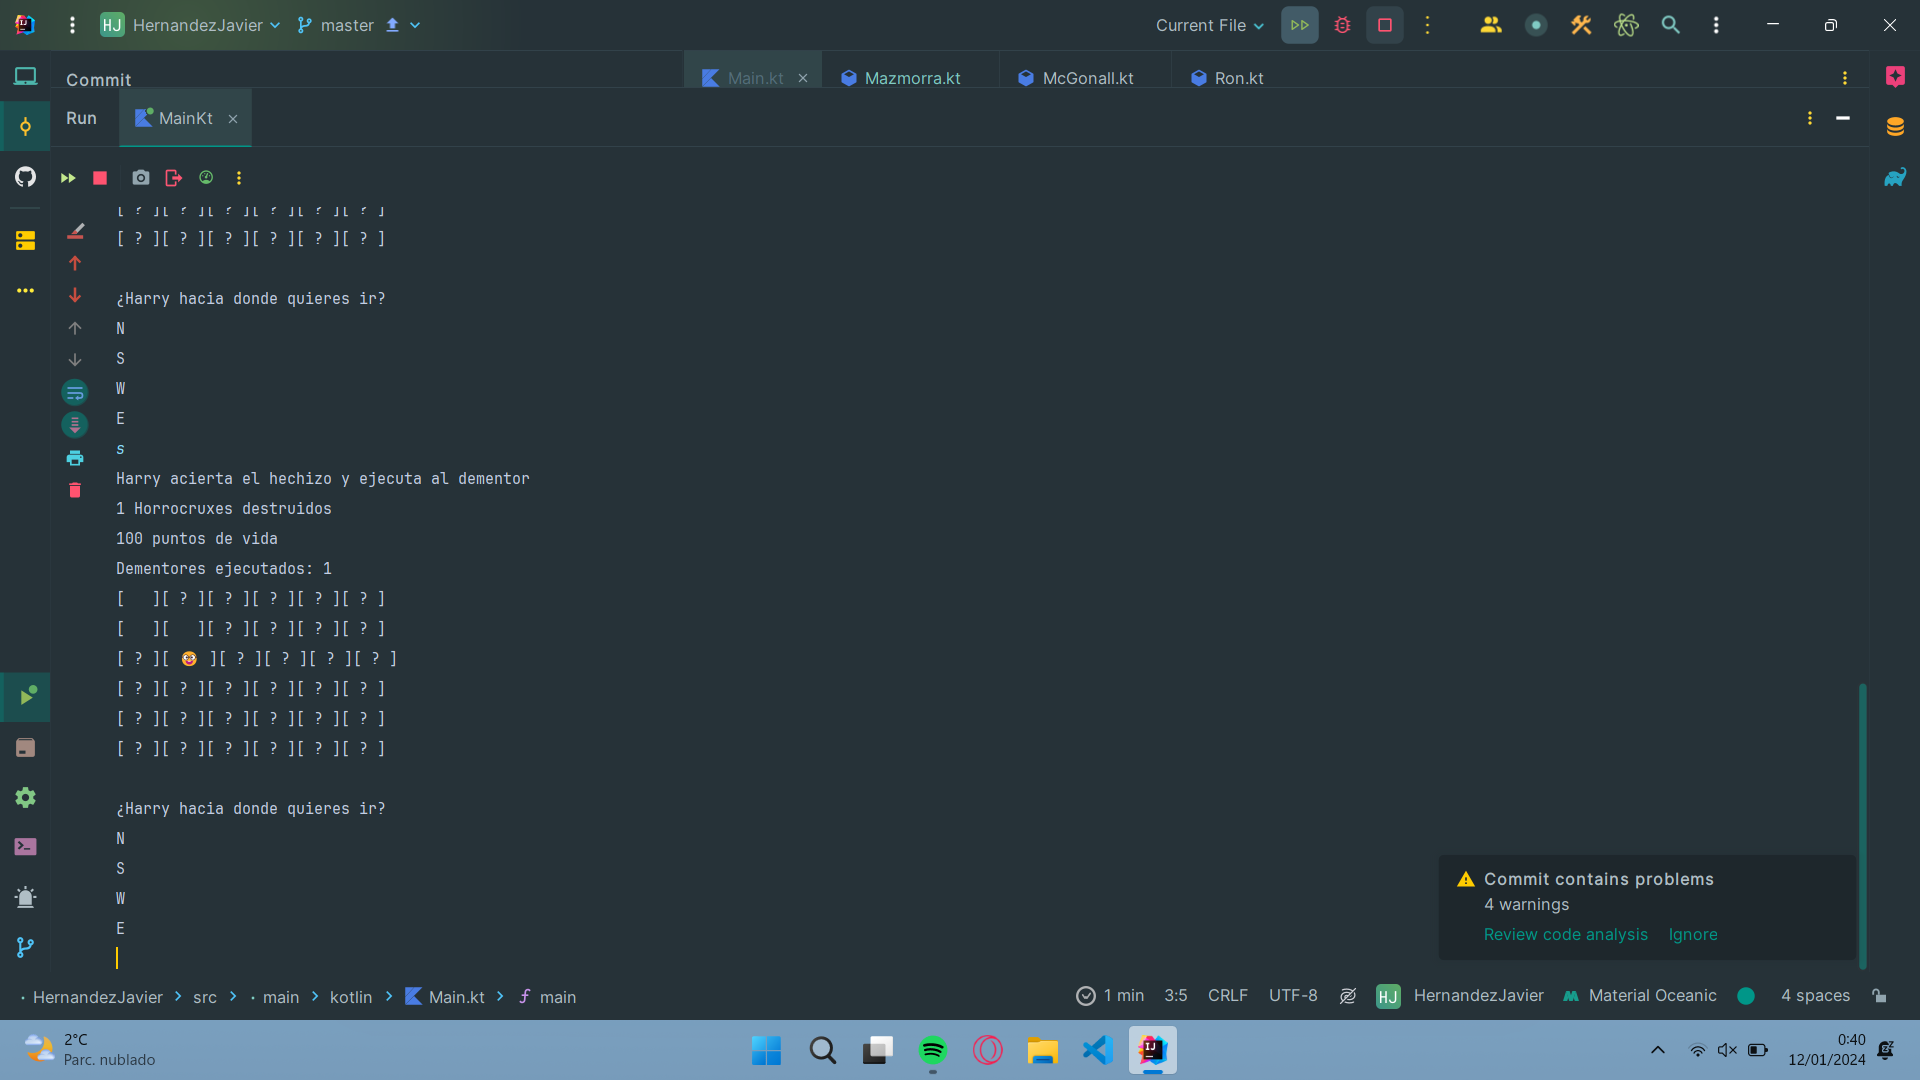 HJ HernandezJavier master Current File
Commit Main.kt Mazmorra.kt McGonall.kt Ron.kt
Run MainKt
[ ? ][ ? ][ ? ][ ? ][ ? ][ ? ]
[ ? ][ ? ][ ? ][ ? ][ ? ][ ? ]
¿Harry hacia donde quieres ir?
N
S
W
E
s
Harry acierta el hechizo y ejecuta al dementor
1 Horrocruxes destruidos
100 puntos de vida
Dementores ejecutados: 1
[   ][ ? ][ ? ][ ? ][ ? ][ ? ]
[   ][   ][ ? ][ ? ][ ? ][ ? ]
[ ? ][ 🤓 ][ ? ][ ? ][ ? ][ ? ]
[ ? ][ ? ][ ? ][ ? ][ ? ][ ? ]
[ ? ][ ? ][ ? ][ ? ][ ? ][ ? ]
[ ? ][ ? ][ ? ][ ? ][ ? ][ ? ]
¿Harry hacia donde quieres ir?
N
S
W
E
Commit contains problems
4 warnings
Review code analysis Ignore
HernandezJavier > src > main > kotlin > Main.kt > main 1 min 3:5 CRLF UTF-8 HJ HernandezJavier Material Oceanic 4 spaces
2°C
Parc. nublado
0:40
12/01/2024